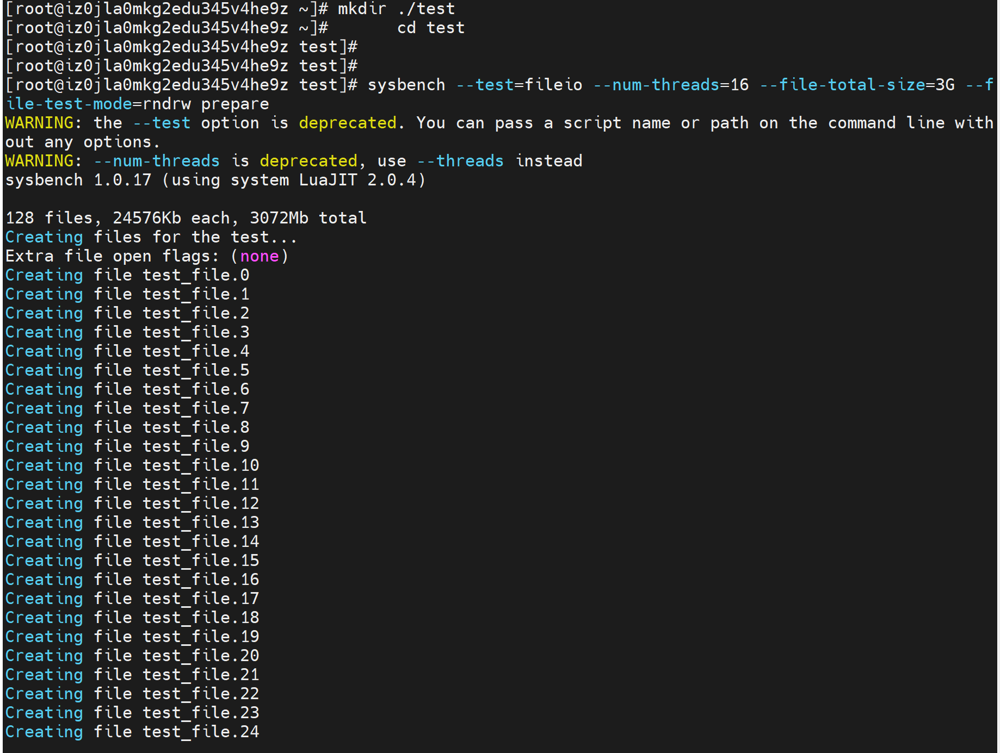 [root@iz0jla0mkg2edu345v4he9z ~]# mkdir ./test
[root@iz0jla0mkg2edu345v4he9z ~]#       cd test
[root@iz0jla0mkg2edu345v4he9z test]#
[root@iz0jla0mkg2edu345v4he9z test]#
[root@iz0jla0mkg2edu345v4he9z test]# sysbench --test=fileio --num-threads=16 --file-total-size=3G --f
ile-test-mode=rndrw prepare
WARNING: the --test option is deprecated. You can pass a script name or path on the command line with
out any options.
WARNING: --num-threads is deprecated, use --threads instead
sysbench 1.0.17 (using system LuaJIT 2.0.4)

128 files, 24576Kb each, 3072Mb total
Creating files for the test...
Extra file open flags: (none)
Creating file test_file.0
Creating file test_file.1
Creating file test_file.2
Creating file test_file.3
Creating file test_file.4
Creating file test_file.5
Creating file test_file.6
Creating file test_file.7
Creating file test_file.8
Creating file test_file.9
Creating file test_file.10
Creating file test_file.11
Creating file test_file.12
Creating file test_file.13
Creating file test_file.14
Creating file test_file.15
Creating file test_file.16
Creating file test_file.17
Creating file test_file.18
Creating file test_file.19
Creating file test_file.20
Creating file test_file.21
Creating file test_file.22
Creating file test_file.23
Creating file test_file.24